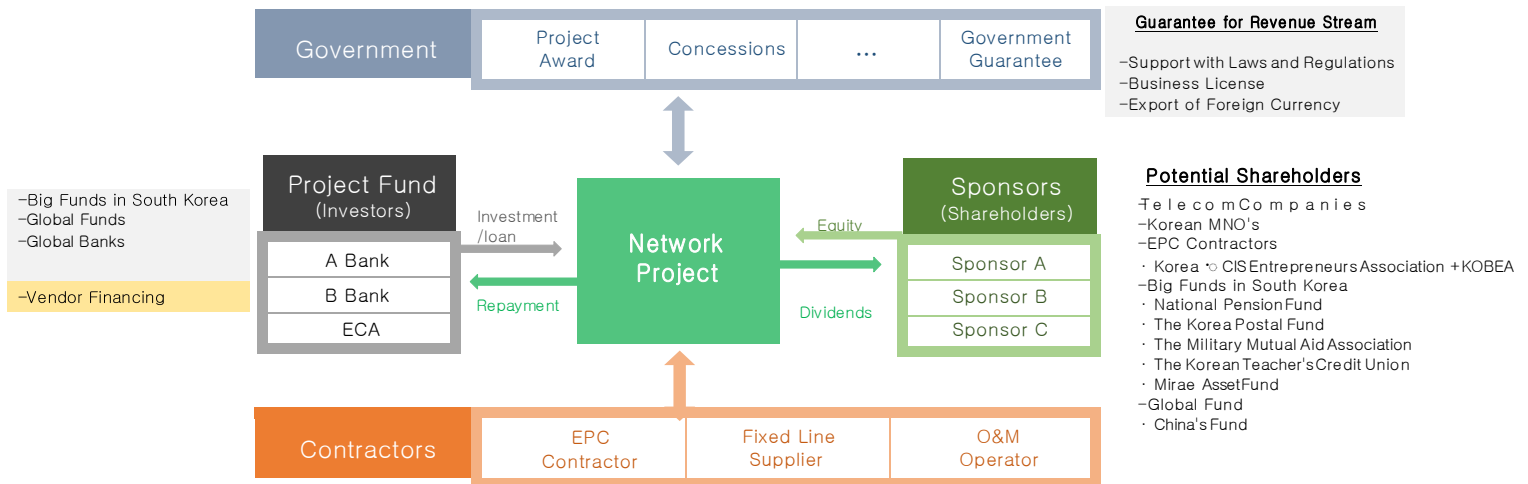 Government
Project
Award
Concessions
...
Government
Guarantee
Guarantee for Revenue Stream
-Support with Laws and Regulations
-Business License
-Export of Foreign Currency
-Big Funds in South Korea
-Global Funds
-Global Banks
-Vendor Financing
Project Fund
(Investors)
A Bank
B Bank
ECA
Investment
/loan
Repayment
Network
Project
Equity
Dividends
Sponsors
(Shareholders)
Sponsor A
Sponsor B
Sponsor C
Potential Shareholders
-Telecom Companies
-Korean MNO's
-EPC Contractors
· Korea ·○ CIS Entrepreneurs Association + KOBEA
-Big Funds in South Korea
· National Pension Fund
· The Korea Postal Fund
· The Military Mutual Aid Association
· The Korean Teacher's Credit Union
· Mirae Asset Fund
-Global Fund
· China's Fund
Contractors
EPC
Contractor
Fixed Line
Supplier
O&M
Operator